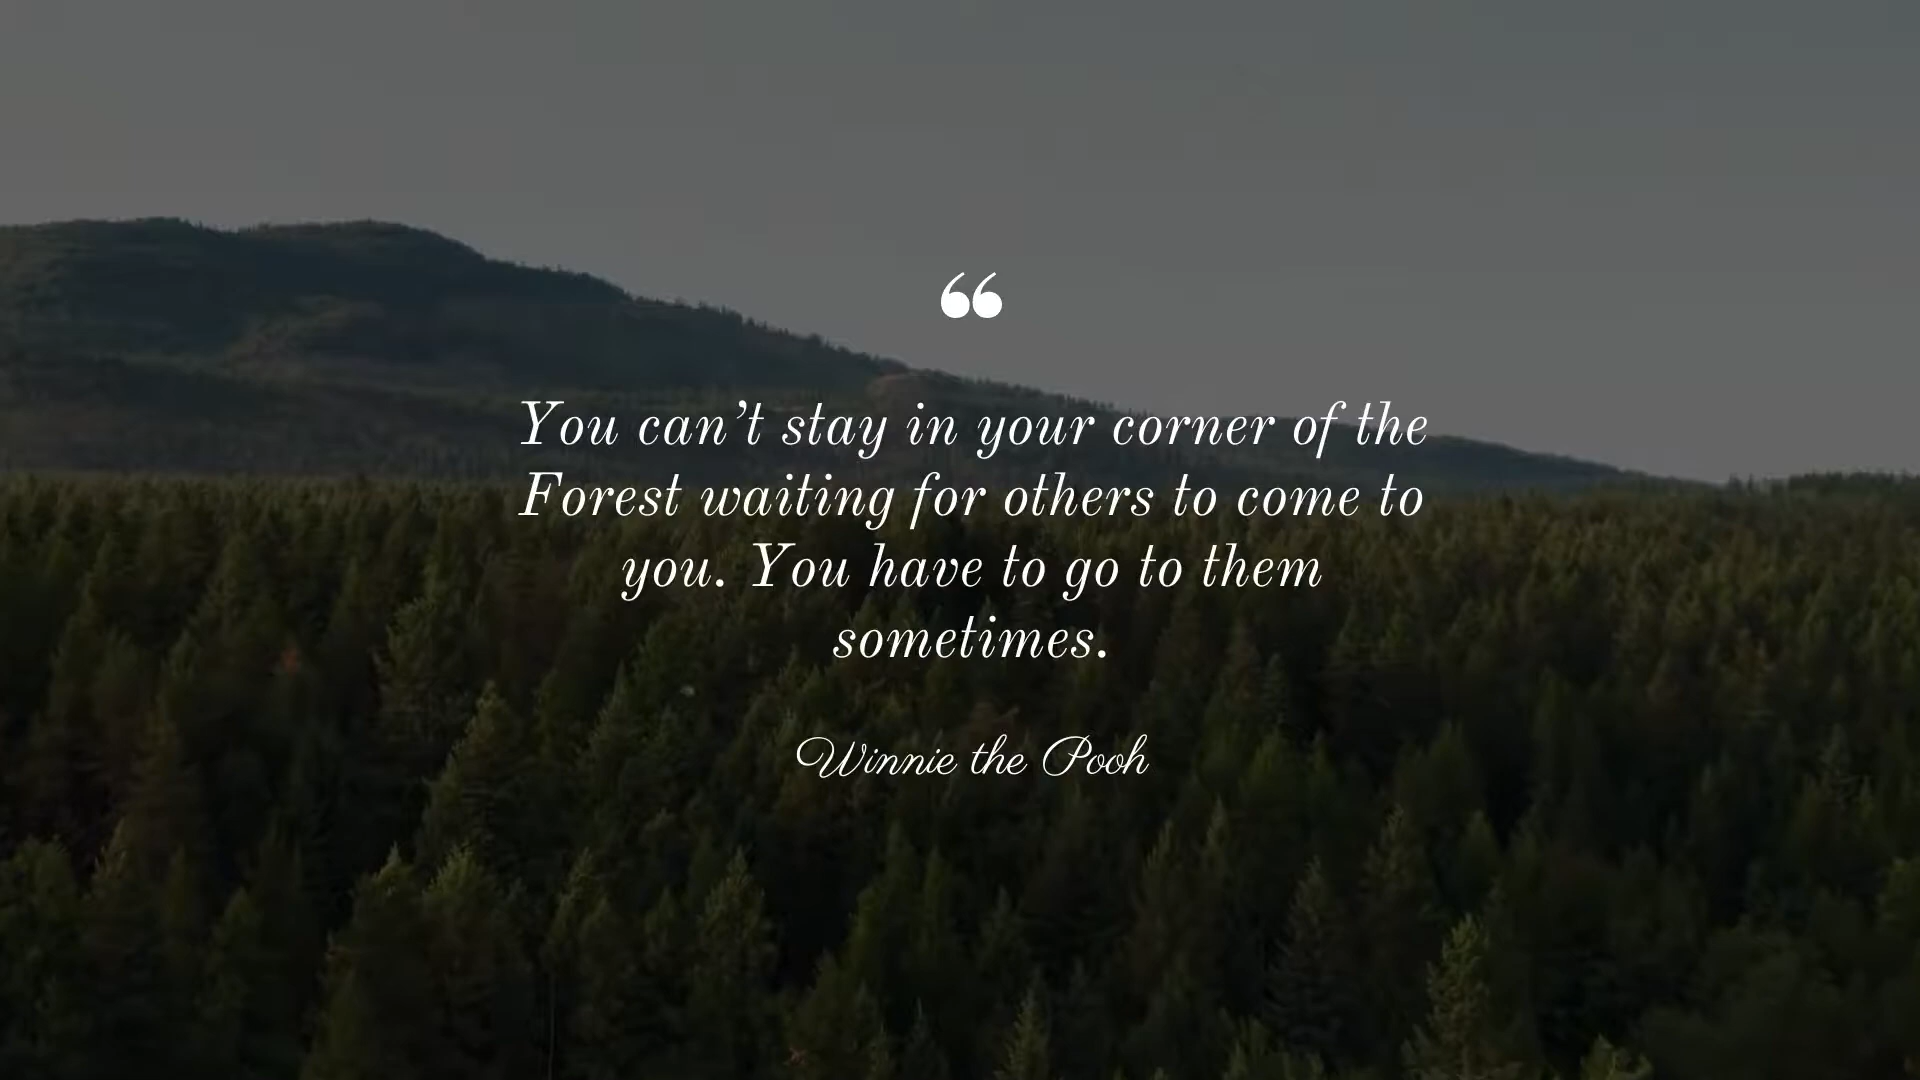 “
You can’t stay in your corner of the
Forest waiting for others to come to
you. You have to go to them
sometimes.
Winnie the Pooh